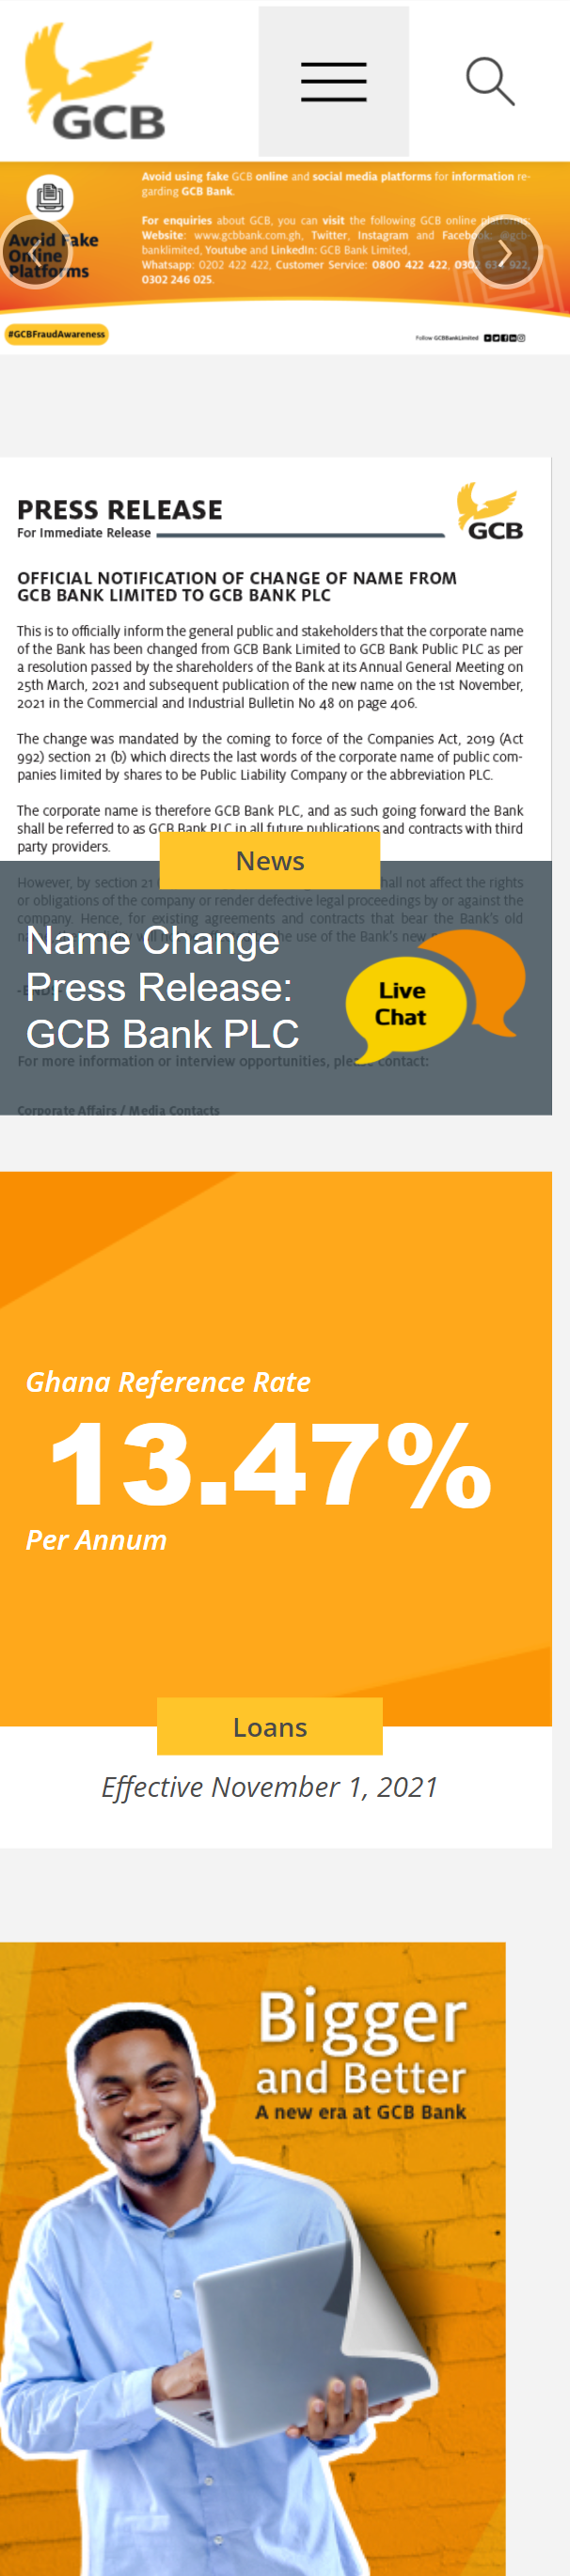 GCB
Avoid Fake
Online
Platforms
Avoid using fake GCB online and social media platforms for information re-
garding GCB Bank.
For enquiries about GCB, you can visit the following GCB online platforms:
Website: www.gcbbank.com.gh, Twitter, Instagram and Facebook: @gcb-
banklimited, Youtube and LinkedIn: GCB Bank Limited,
Whatsapp: 0202 422 422, Customer Service: 0800 422 422, 0302 634 922,
0302 246 025.
#GCBFraudAwareness
Follow GCBBankLimited
PRESS RELEASE
For Immediate Release
GCB
OFFICIAL NOTIFICATION OF CHANGE OF NAME FROM
GCB BANK LIMITED TO GCB BANK PLC
This is to officially inform the general public and stakeholders that the corporate name
of the Bank has been changed from GCB Bank Limited to GCB Bank Public PLC as per
a resolution passed by the shareholders of the Bank at its Annual General Meeting on
25th March, 2021 and subsequent publication of the new name on the 1st November,
2021 in the Commercial and Industrial Bulletin No 48 on page 406.
The change was mandated by the coming to force of the Companies Act, 2019 (Act
992) section 21 (b) which directs the last words of the corporate name of public com-
panies limited by shares to be Public Liability Company or the abbreviation PLC.
The corporate name is therefore GCB Bank PLC, and as such going forward the Bank
shall be referred to as GCB Bank PLC in all future publications and contracts with third
party providers.
News
However, by section 21 shall not affect the rights
or obligations of the company or render defective legal proceedings by or against the
company. Hence, for existing agreements and contracts that bear the Bank's old
the use of the Bank's new
Name Change
Press Release:
GCB Bank PLC
Live
Chat
-ENDS-
For more information or interview opportunities, please contact:
Corporate Affairs / Media Contacts
Ghana Reference Rate
13.47%
Per Annum
Loans
Effective November 1, 2021
Bigger
and Better
A new era at GCB Bank